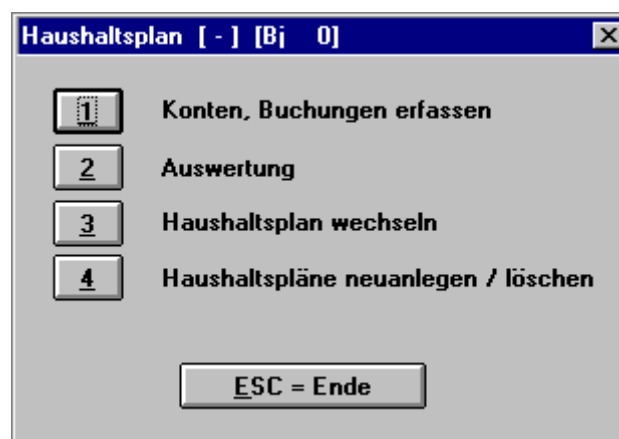 Haushaltsplan [ - ] [Bj 0]
1 Konten, Buchungen erfassen
2 Auswertung
3 Haushaltsplan wechseln
4 Haushaltspläne neuanlegen / löschen
ESC = Ende